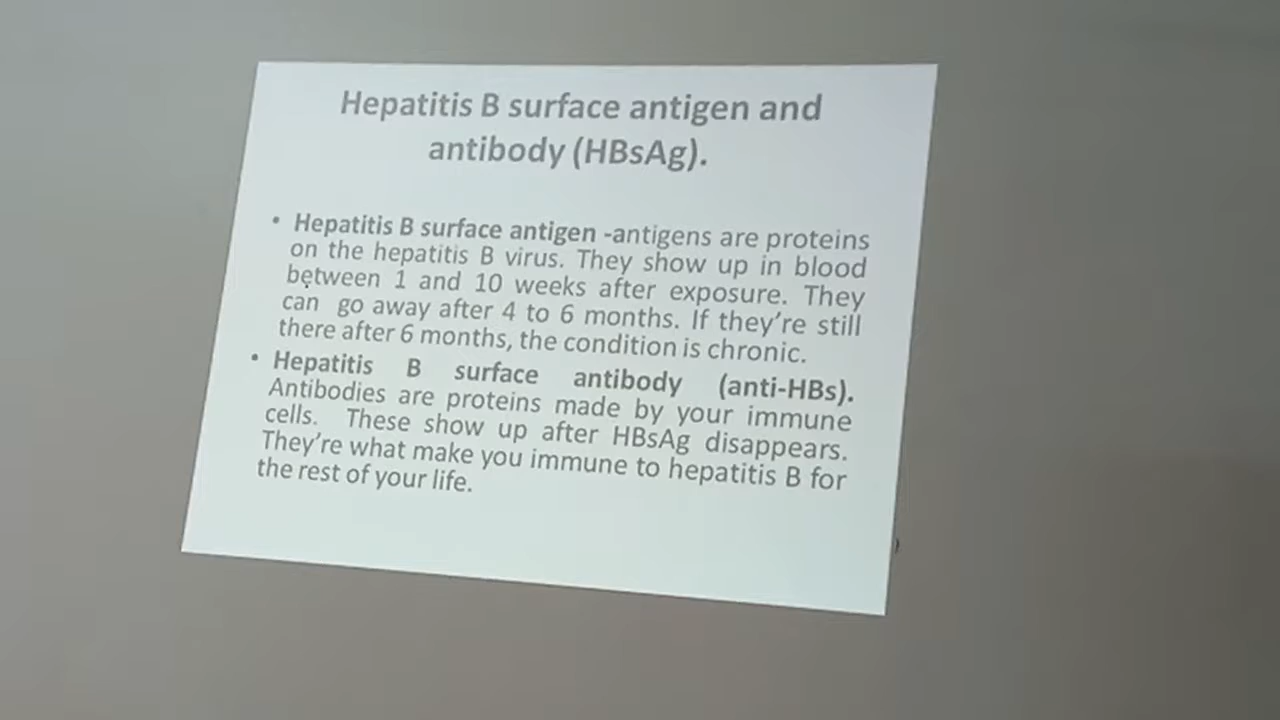 Hepatitis B surface antigen and
antibody (HBsAg).
• Hepatitis B surface antigen -antigens are proteins
on the hepatitis B virus. They show up in blood
between 1 and 10 weeks after exposure. They
can go away after 4 to 6 months. If they're still
there after 6 months, the condition is chronic.
• Hepatitis B surface antibody (anti-HBs).
Antibodies are proteins made by your immune
cells. These show up after HBsAg disappears.
They're what make you immune to hepatitis B for
the rest of your life.